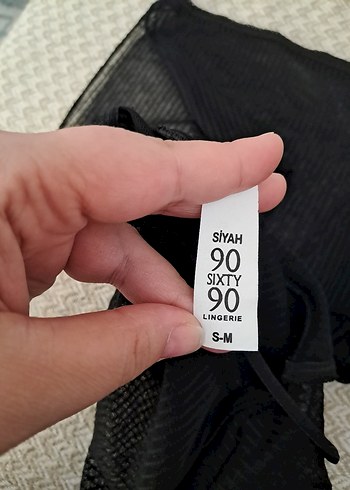 SİYAH
90
SIXTY
90
LINGERIE
S-M